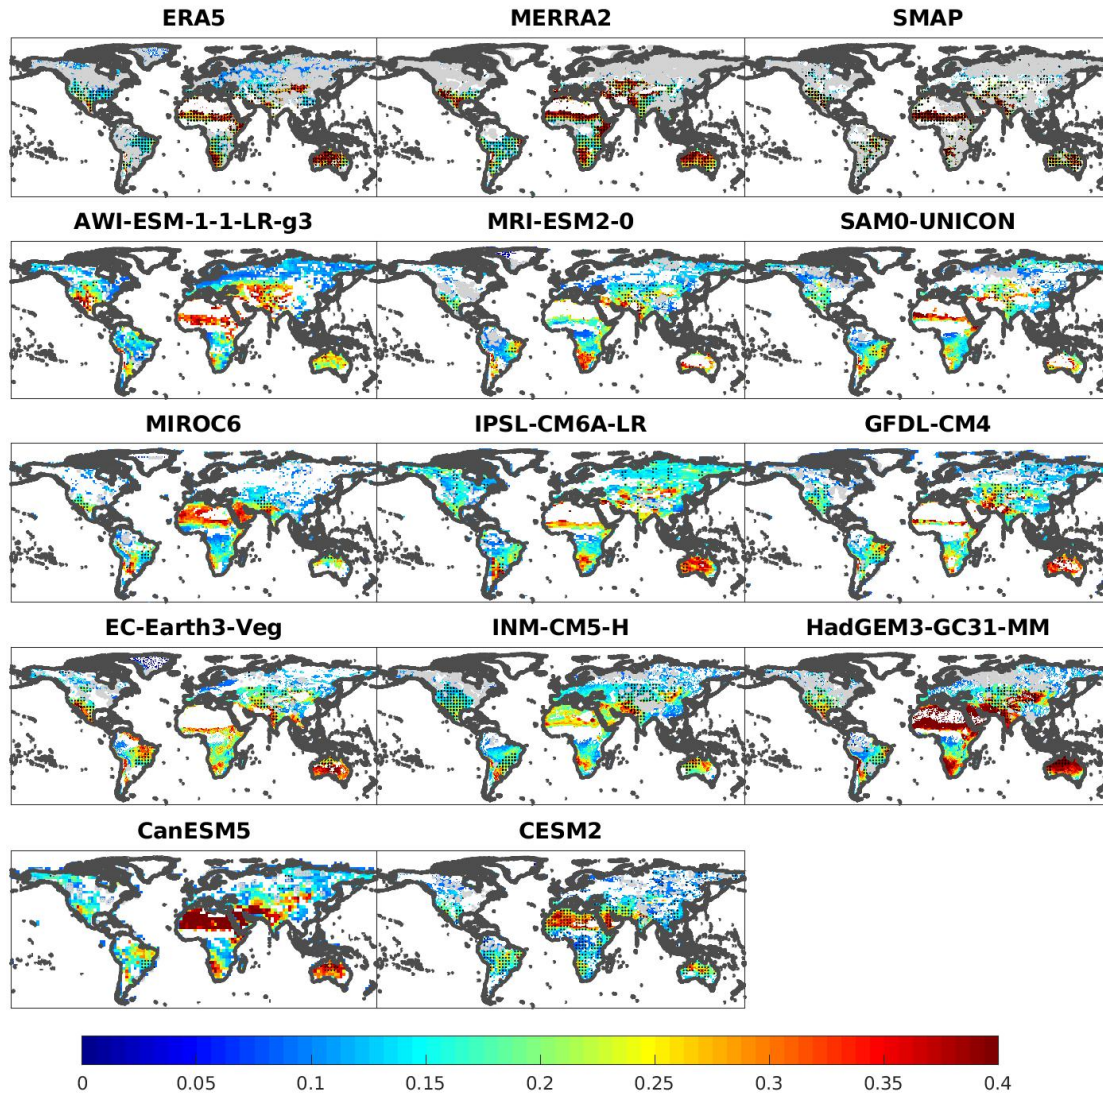 ERA5 MERRA2 SMAP
AWI-ESM-1-1-LR-g3 MRI-ESM2-0 SAM0-UNICON
MIROC6 IPSL-CM6A-LR GFDL-CM4
EC-Earth3-Veg INM-CM5-H HadGEM3-GC31-MM
CanESM5 CESM2
0 0.05 0.1 0.15 0.2 0.25 0.3 0.35 0.4